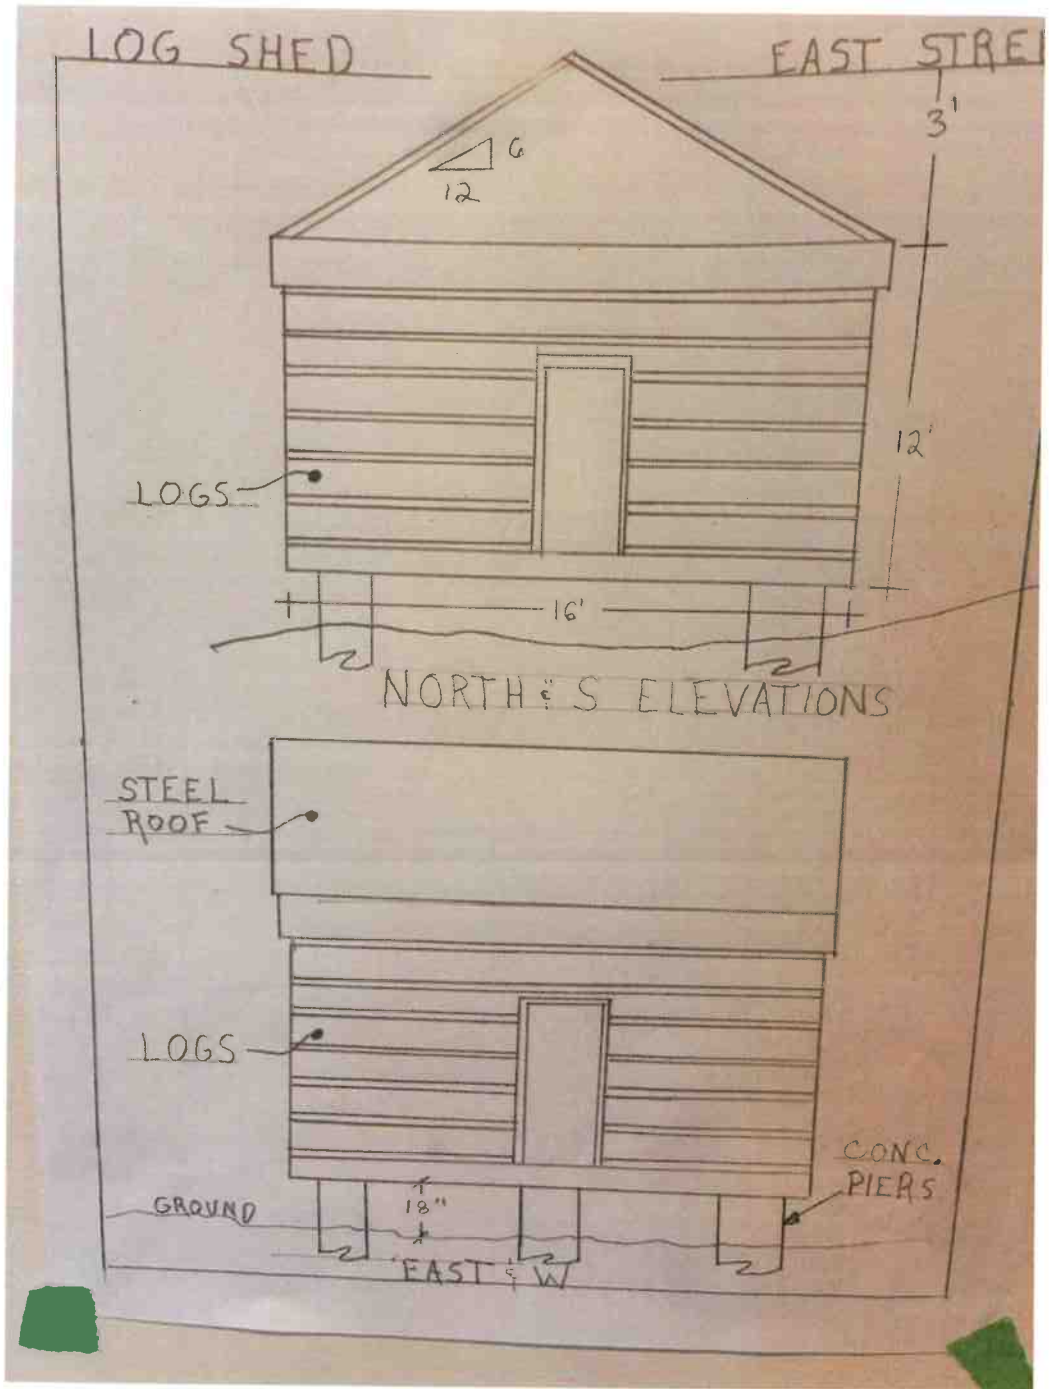 LOG SHED
EAST STRE
3'
6
12
12'
LOGS
16'
NORTH & S ELEVATIONS
STEEL
ROOF
LOGS
CONC.
PIERS
18"
GROUND
EAST & W